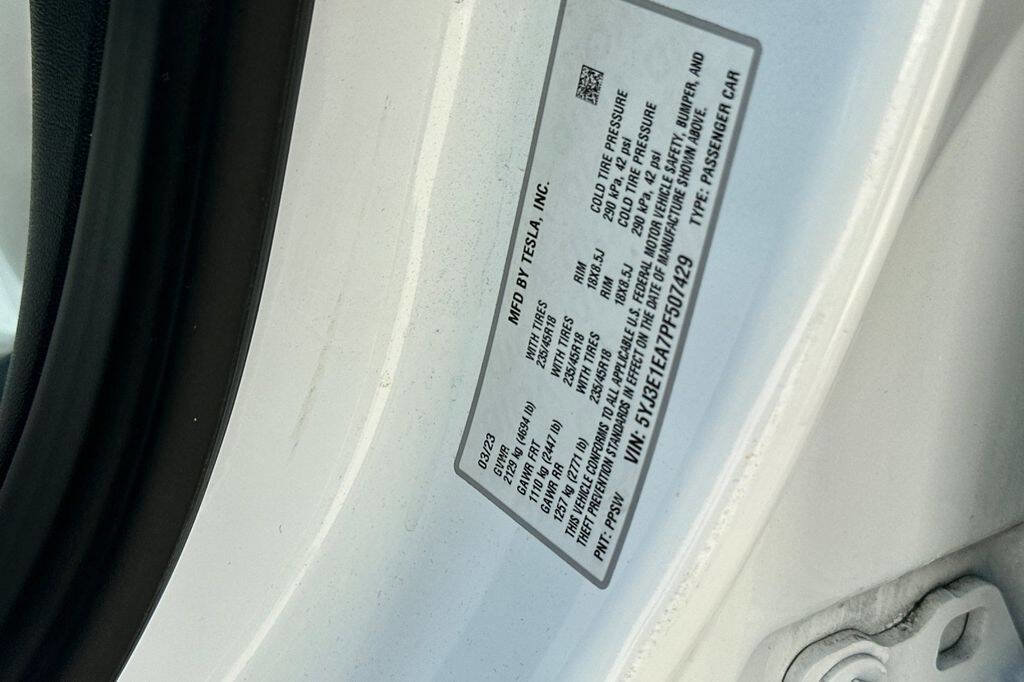 MFD BY TESLA, INC.
03/23
GVWR WITH TIRES RIM COLD TIRE PRESSURE
2129 kg (4694 lb) 235/45R18 18X8.5J 290 kPa, 42 psi
GAWR FRT WITH TIRES RIM COLD TIRE PRESSURE
1110 kg (2447 lb) 235/45R18 18X8.5J 290 kPa, 42 psi
GAWR RR WITH TIRES
1257 kg (2771 lb) 235/45R18
THIS VEHICLE CONFORMS TO ALL APPLICABLE U.S. FEDERAL MOTOR VEHICLE SAFETY, BUMPER, AND
THEFT PREVENTION STANDARDS IN EFFECT ON THE DATE OF MANUFACTURE SHOWN ABOVE.
VIN: 5YJ3E1EA7PF507429
PNT: PPSW TYPE: PASSENGER CAR